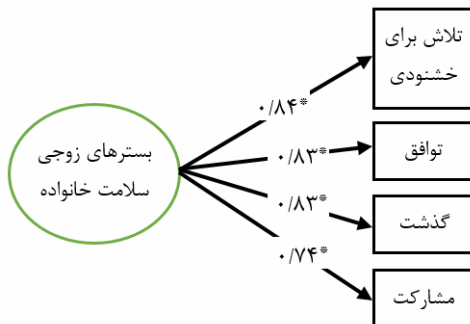 تلاش برای
خشنودی
۰/۸۴*
بسترهای زوجی
سلامت خانواده
توافق
۰/۸۳*
گذشت
۰/۸۳*
مشارکت
۰/۷۴*